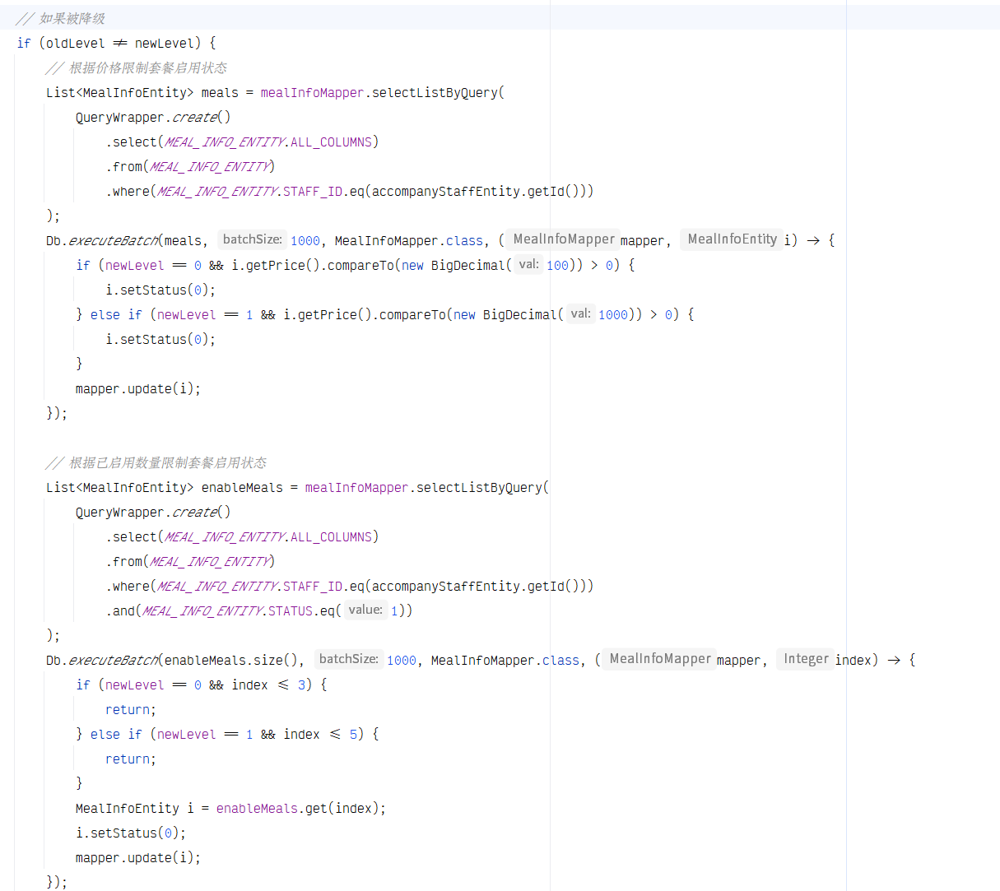 // 如果被降级
if (oldLevel ≠ newLevel) {
// 根据价格限制套餐启用状态
List<MealInfoEntity> meals = mealInfoMapper.selectListByQuery(
QueryWrapper.create()
.select(MEAL_INFO_ENTITY.ALL_COLUMNS)
.from(MEAL_INFO_ENTITY)
.where(MEAL_INFO_ENTITY.STAFF_ID.eq(accompanyStaffEntity.getId()))
);
Db.executeBatch(meals, batchSize: 1000, MealInfoMapper.class, ( MealInfoMapper mapper, MealInfoEntity i) → {
if (newLevel == 0 && i.getPrice().compareTo(new BigDecimal( val: 100)) > 0) {
i.setStatus(0);
} else if (newLevel == 1 && i.getPrice().compareTo(new BigDecimal( val: 1000)) > 0) {
i.setStatus(0);
}
mapper.update(i);
});
// 根据已启用数量限制套餐启用状态
List<MealInfoEntity> enableMeals = mealInfoMapper.selectListByQuery(
QueryWrapper.create()
.select(MEAL_INFO_ENTITY.ALL_COLUMNS)
.from(MEAL_INFO_ENTITY)
.where(MEAL_INFO_ENTITY.STAFF_ID.eq(accompanyStaffEntity.getId()))
.and(MEAL_INFO_ENTITY.STATUS.eq( value: 1))
);
Db.executeBatch(enableMeals.size(), batchSize: 1000, MealInfoMapper.class, ( MealInfoMapper mapper, Integer index) → {
if (newLevel == 0 && index ≤ 3) {
return;
} else if (newLevel == 1 && index ≤ 5) {
return;
}
MealInfoEntity i = enableMeals.get(index);
i.setStatus(0);
mapper.update(i);
});